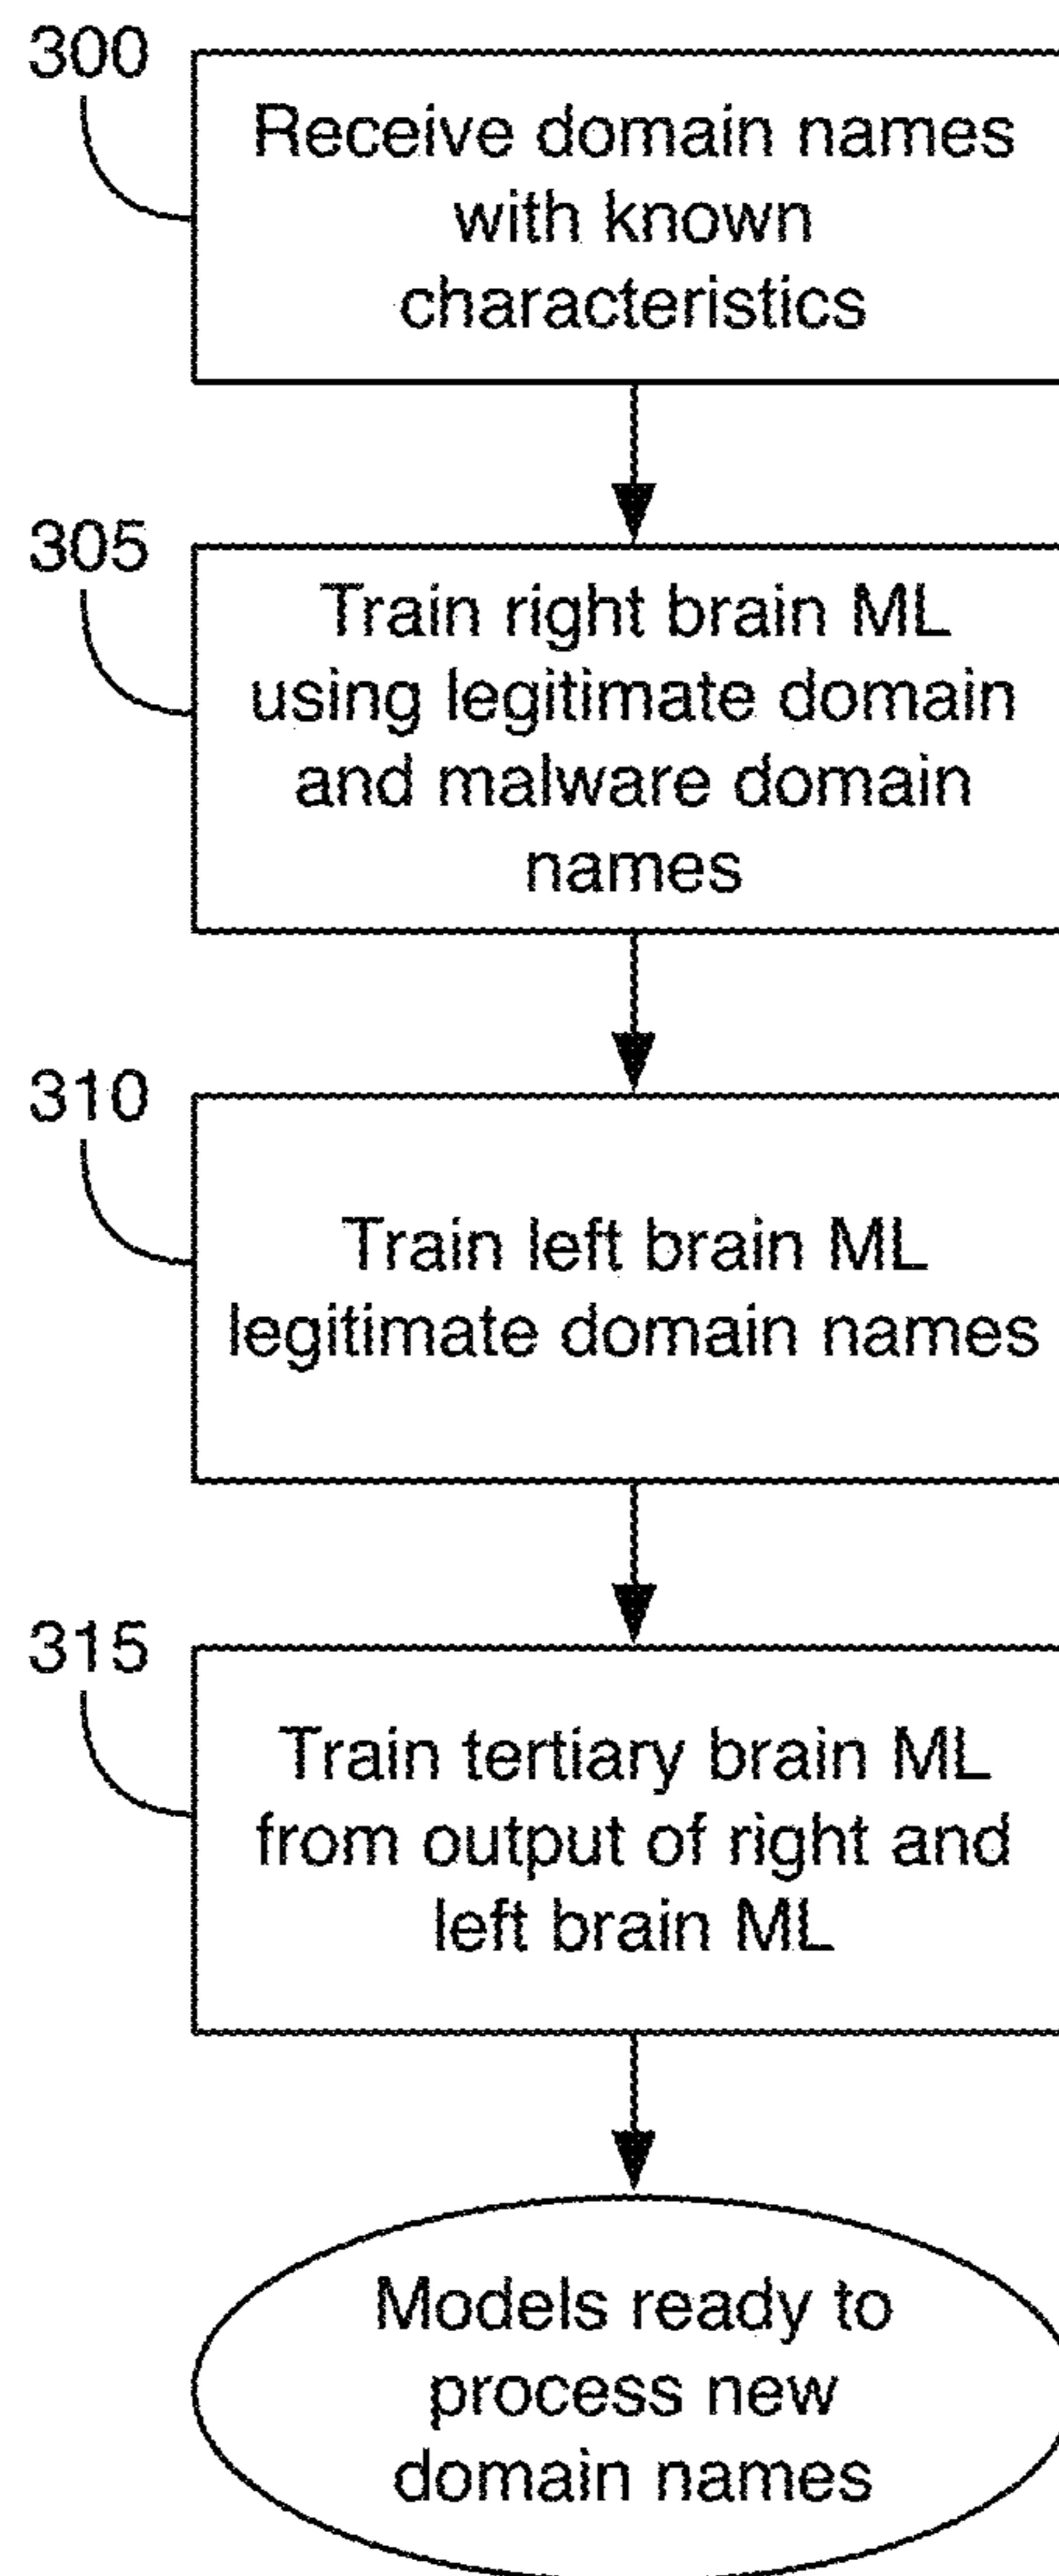 300
Receive domain names
with known
characteristics
305
Train right brain ML
using legitimate domain
and malware domain
names
310
Train left brain ML
legitimate domain names
315
Train tertiary brain ML
from output of right and
left brain ML
Models ready to
process new
domain names